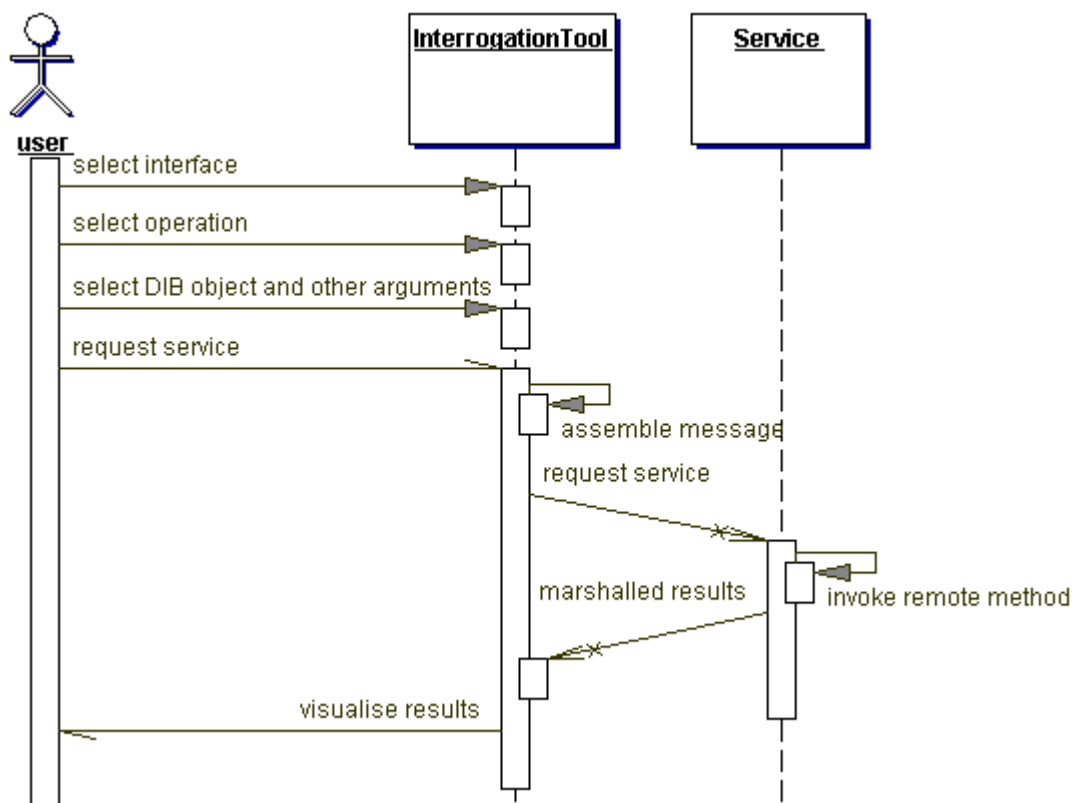 InterrogationTool
Service
user
select interface
select operation
select DIB object and other arguments
request service
assemble message
request service
marshalled results
invoke remote method
visualise results